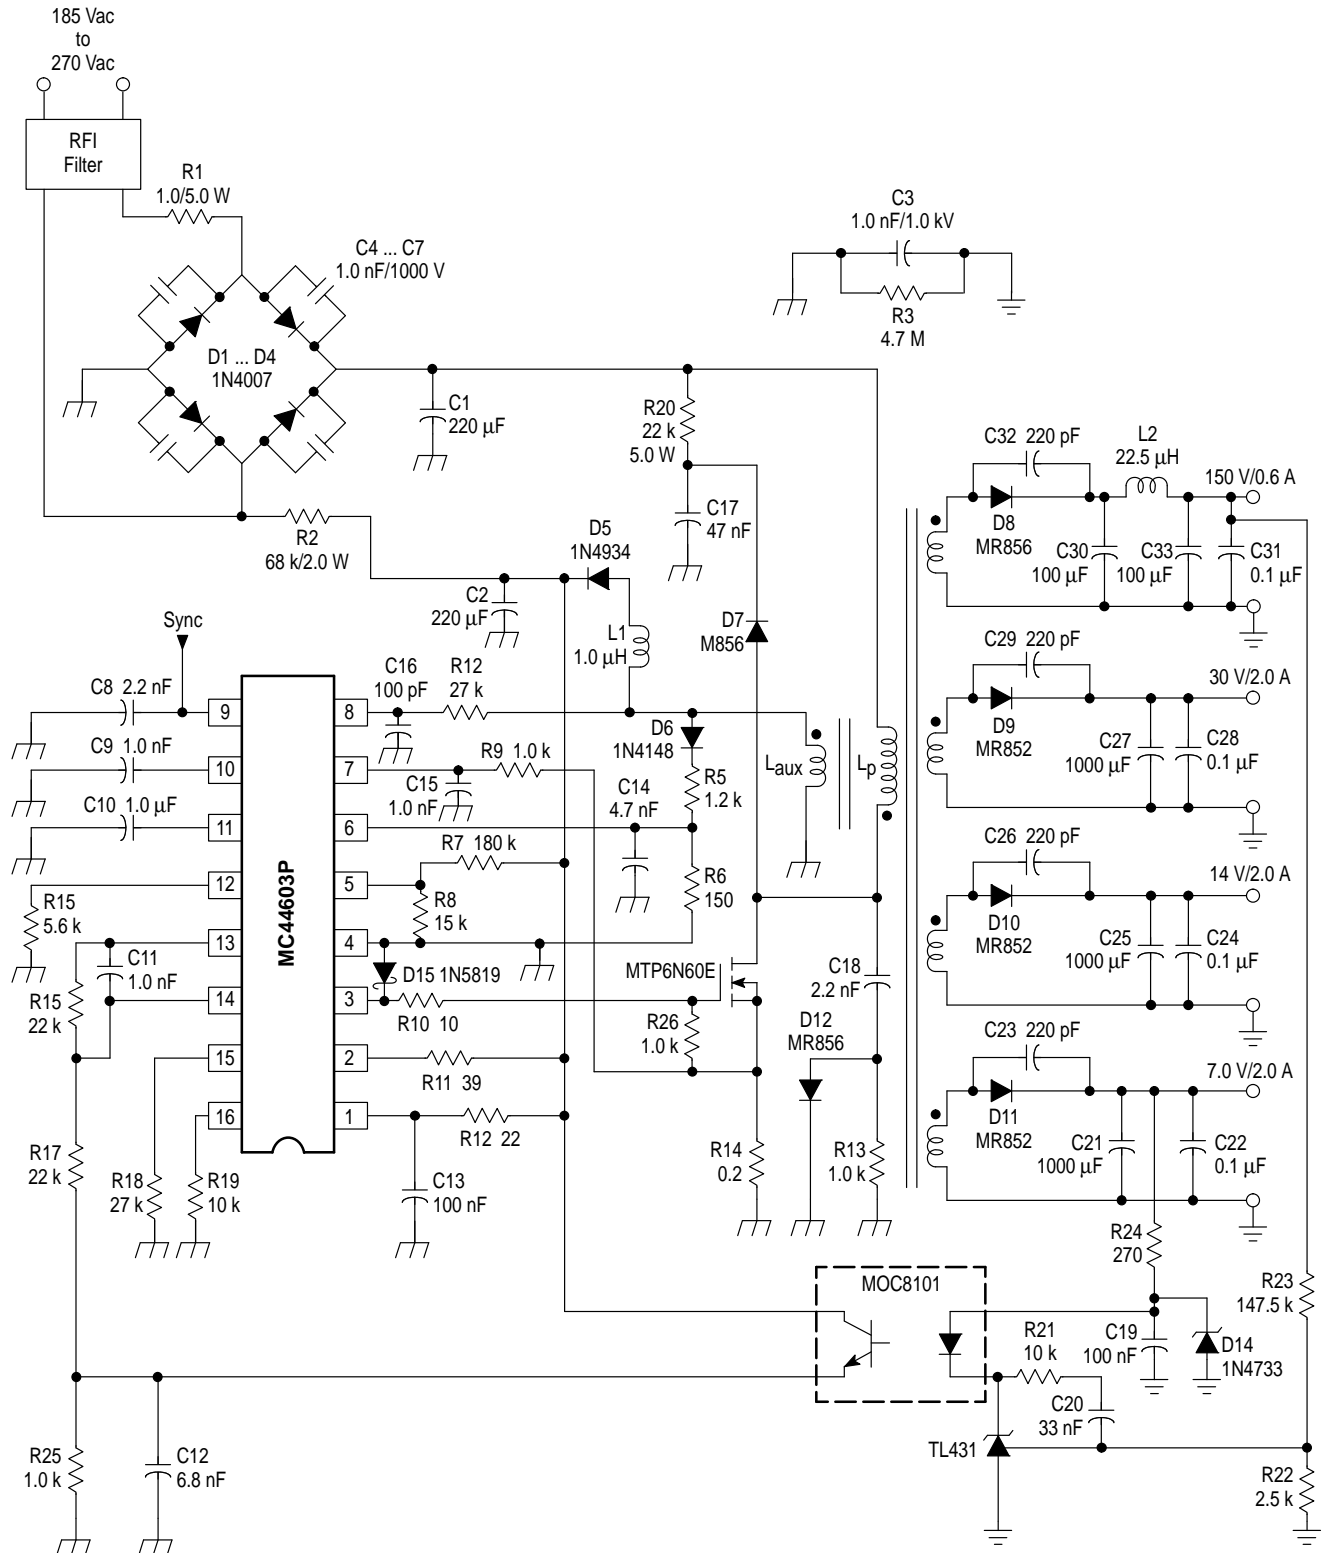 185 Vac
to
270 Vac
RFI
Filter
R1
1.0/5.0 W
C4 ... C7
1.0 nF/1000 V
D1 ... D4
1N4007
C3
1.0 nF/1.0 kV
R3
4.7 M
C1
220 µF
R20
22 k
5.0 W
C17
47 nF
R2
68 k/2.0 W
D5
1N4934
C2
220 µF
L1
1.0 µH
D7
M856
C32 220 pF
L2
22.5 µH
150 V/0.6 A
D8
MR856
C30
100 µF
C33
100 µF
C31
0.1 µF
Sync
C8 2.2 nF
9
8
C16
100 pF
R12
27 k
D6
1N4148
C9 1.0 nF
10
7
R9 1.0 k
C15
1.0 nF
C14
4.7 nF
R5
1.2 k
Laux
Lp
C29 220 pF
30 V/2.0 A
D9
MR852
C27
1000 µF
C28
0.1 µF
C10 1.0 µF
11
6
R7 180 k
12
5
R8
15 k
R6
150
R15
5.6 k
MC44603P
13
4
C11
1.0 nF
D15 1N5819
MTP6N60E
C18
2.2 nF
C26 220 pF
14 V/2.0 A
D10
MR852
C25
1000 µF
C24
0.1 µF
R15
22 k
14
3
R10 10
R26
1.0 k
D12
MR856
15
2
R11 39
16
1
R12 22
C23 220 pF
7.0 V/2.0 A
D11
MR852
C21
1000 µF
C22
0.1 µF
R17
22 k
R18
27 k
R19
10 k
C13
100 nF
R14
0.2
R13
1.0 k
R24
270
MOC8101
R23
147.5 k
R21
10 k
C19
100 nF
D14
1N4733
C20
33 nF
TL431
R25
1.0 k
C12
6.8 nF
R22
2.5 k